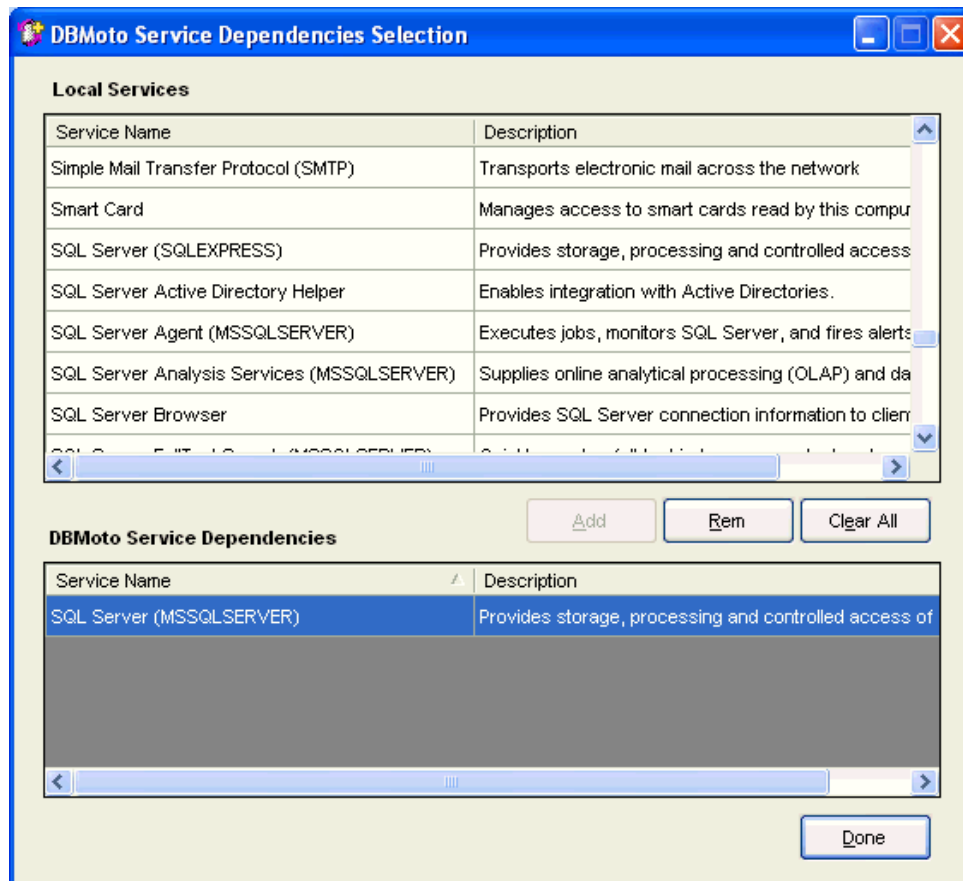 DBMoto Service Dependencies Selection
Local Services
Service Name Description
Simple Mail Transfer Protocol (SMTP) Transports electronic mail across the network
Smart Card Manages access to smart cards read by this compu
SQL Server (SQLEXPRESS) Provides storage, processing and controlled access
SQL Server Active Directory Helper Enables integration with Active Directories.
SQL Server Agent (MSSQLSERVER) Executes jobs, monitors SQL Server, and fires alerts
SQL Server Analysis Services (MSSQLSERVER) Supplies online analytical processing (OLAP) and da
SQL Server Browser Provides SQL Server connection information to clien
Add Rem Clear All
DBMoto Service Dependencies
Service Name Description
SQL Server (MSSQLSERVER) Provides storage, processing and controlled access of
Done